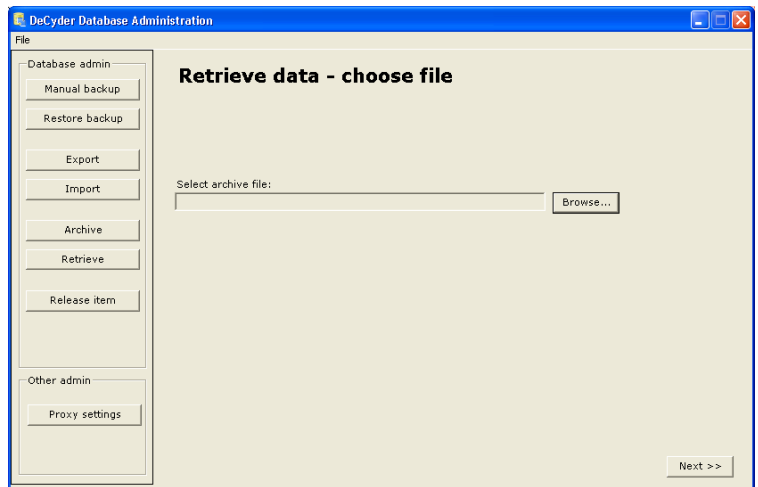 DeCyder Database Administration
File
Database admin
Manual backup
Restore backup
Export
Import
Archive
Retrieve
Release item
Other admin
Proxy settings
Retrieve data - choose file
Select archive file:
Browse...
Next >>